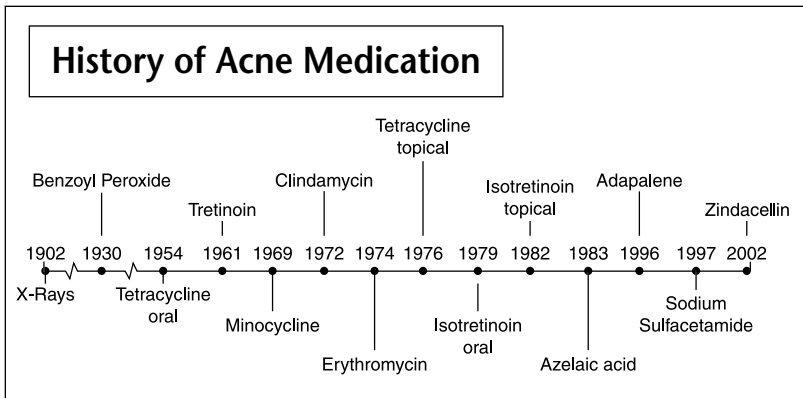 History of Acne Medication
Tetracycline
topical
Benzoyl Peroxide
Clindamycin
Isotretinoin
topical
Adapalene
Tretinoin
Zindacellin
1902 1930 1954 1961 1969 1972 1974 1976 1979 1982 1983 1996 1997 2002
X-Rays
Tetracycline
oral
Minocycline
Erythromycin
Isotretinoin
oral
Azelaic acid
Sodium
Sulfacetamide